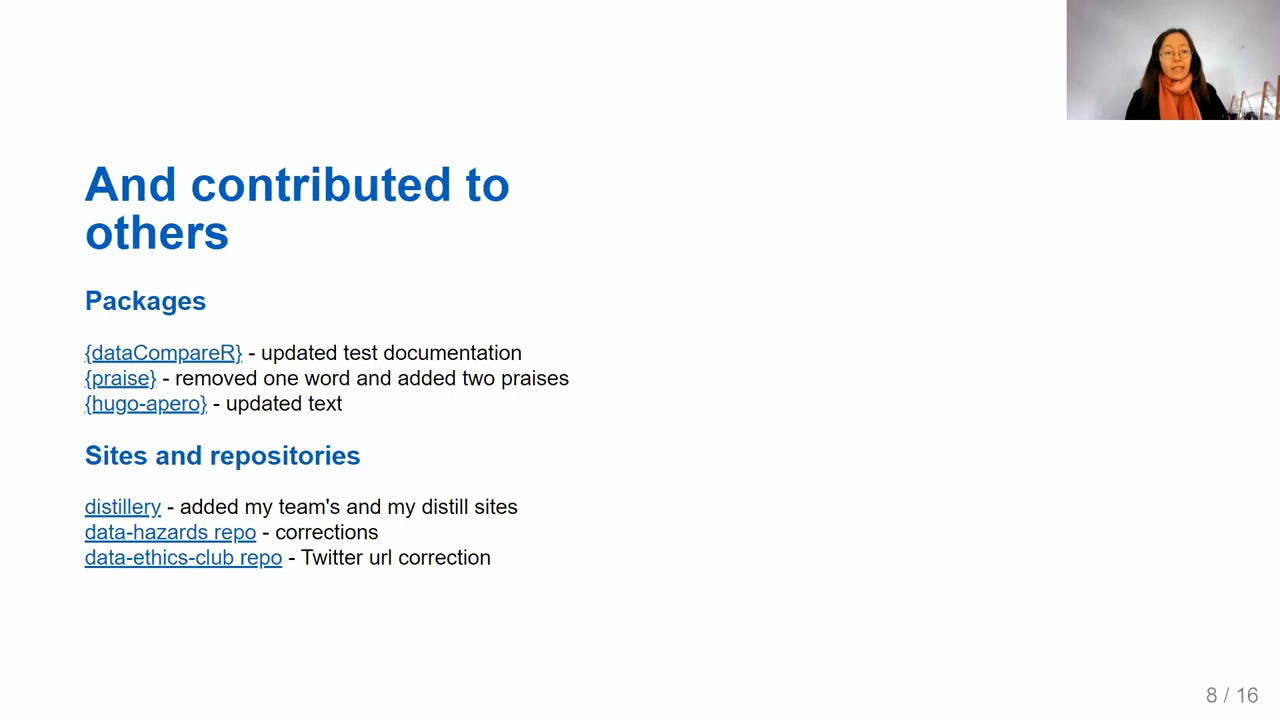 And contributed to
others
Packages
{dataCompareR} - updated test documentation
{praise} - removed one word and added two praises
{hugo-apero} - updated text
Sites and repositories
distillery - added my team's and my distill sites
data-hazards repo - corrections
data-ethics-club repo - Twitter url correction
8 / 16